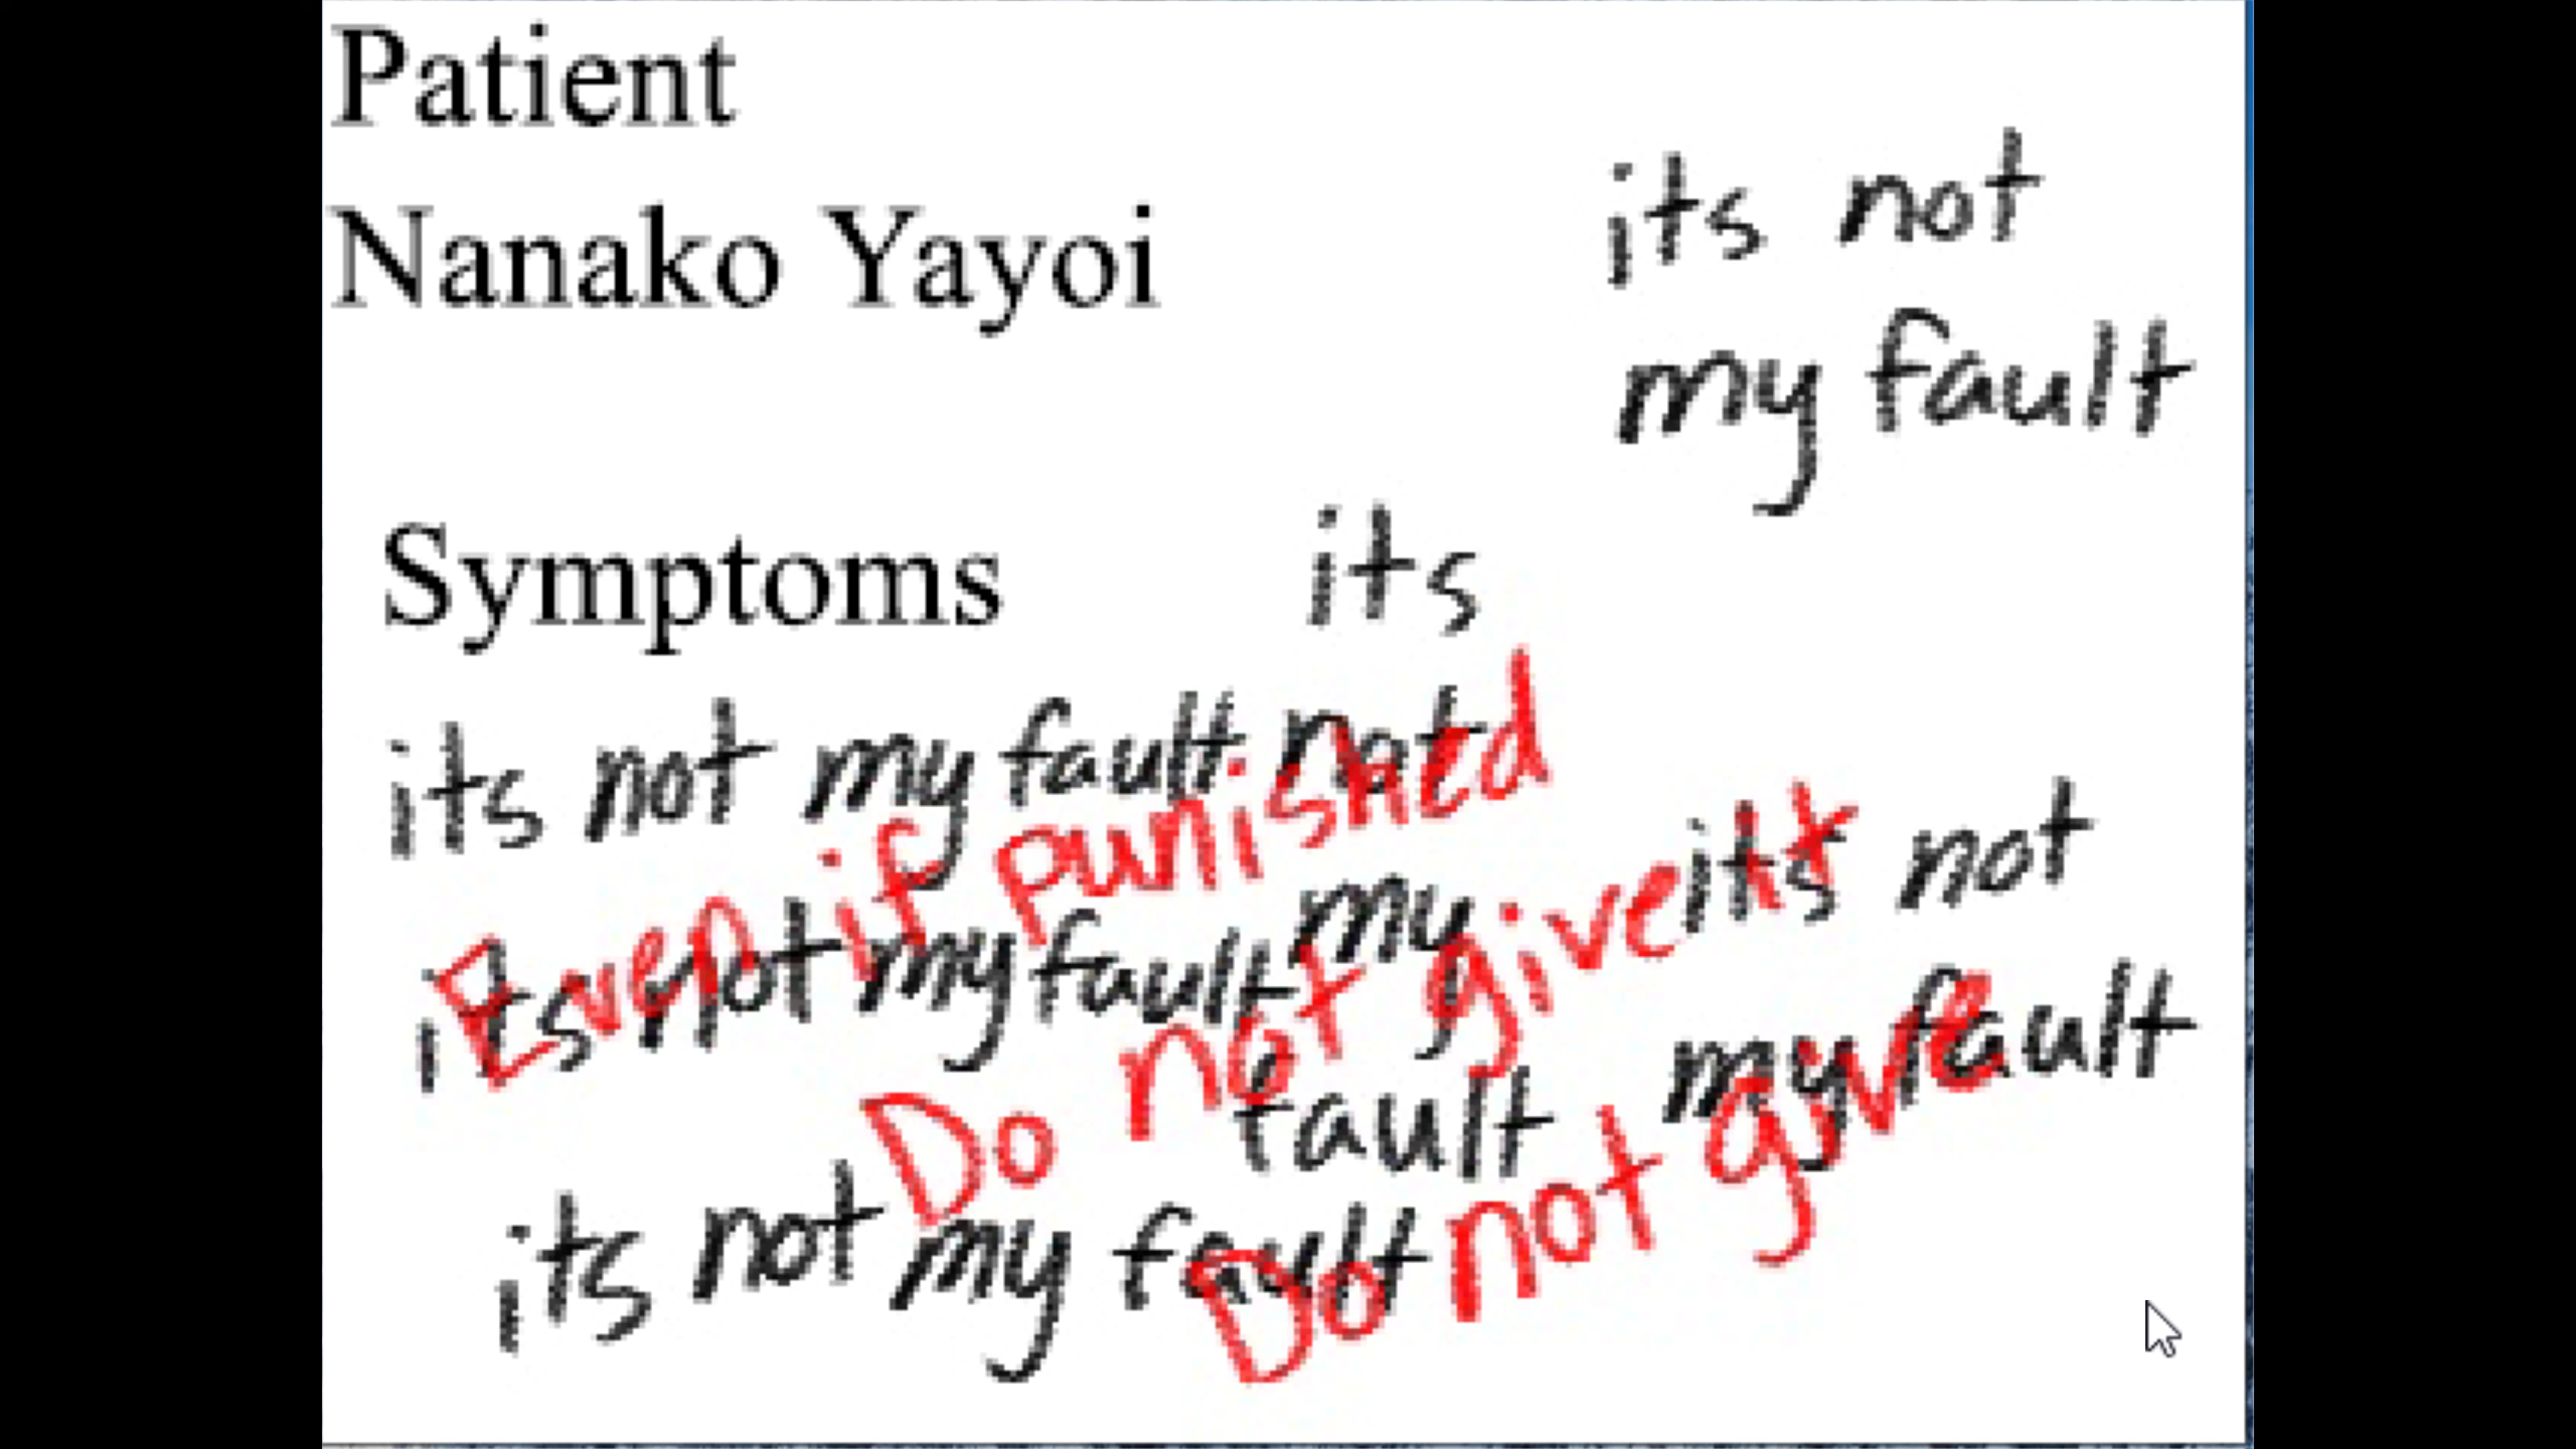 Patient
Nanako Yayoi
its not
my fault
Symptoms
its
not
my
fault
its not my fault
its not my fault
its not
my fault
its not my fault
Even if punished
Do not give it
Do not give